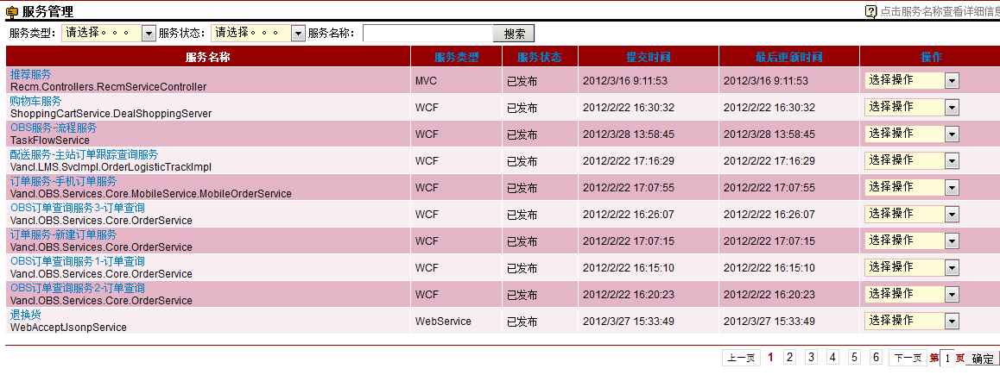 服务管理 点击服务名称查看详细信息
服务类型: 请选择。。。 服务状态: 请选择。。。 服务名称: 搜索
服务名称 服务类型 服务状态 提交时间 最后更新时间 操作
推荐服务
Recm.Controllers.RecmServiceController MVC 已发布 2012/3/16 9:11:53 2012/3/16 9:11:53 选择操作
购物车服务
ShoppingCartService.DealShoppingServer WCF 已发布 2012/2/22 16:30:32 2012/2/22 16:30:32 选择操作
OBS服务-流程服务
TaskFlowService WCF 已发布 2012/3/28 13:58:45 2012/3/28 13:58:45 选择操作
配送服务-主站订单跟踪查询服务
Vancl.LMS.SvcImpl.OrderLogisticTrackImpl WCF 已发布 2012/2/22 17:16:29 2012/2/22 17:16:29 选择操作
订单服务-手机订单服务
Vancl.OBS.Services.Core.MobileService.MobileOrderService WCF 已发布 2012/2/22 17:07:55 2012/2/22 17:07:55 选择操作
OBS订单查询服务3-订单查询
Vancl.OBS.Services.Core.OrderService WCF 已发布 2012/2/22 16:26:07 2012/2/22 16:26:07 选择操作
订单服务-新建订单服务
Vancl.OBS.Services.Core.OrderService WCF 已发布 2012/2/22 17:07:15 2012/2/22 17:07:15 选择操作
OBS订单查询服务1-订单查询
Vancl.OBS.Services.Core.OrderService WCF 已发布 2012/2/22 16:15:10 2012/2/22 16:15:10 选择操作
OBS订单查询服务2-订单查询
Vancl.OBS.Services.Core.OrderService WCF 已发布 2012/2/22 16:20:23 2012/2/22 16:20:23 选择操作
退换货
WebAcceptJsonpService WebService 已发布 2012/3/27 15:33:49 2012/3/27 15:33:49 选择操作
上一页 1 2 3 4 5 6 下一页 第 1 页 确定